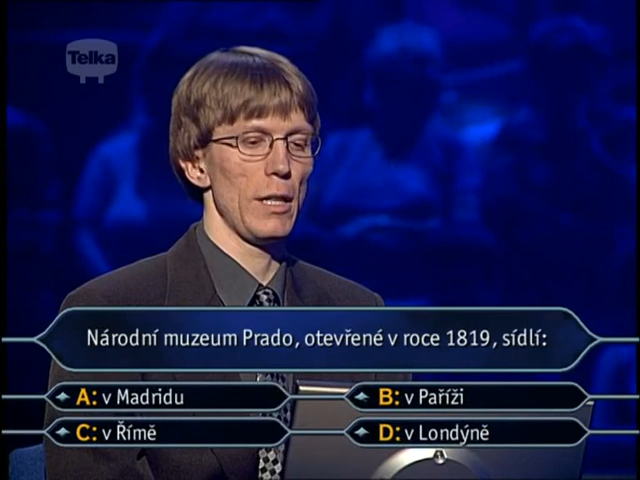 Telka
Národní muzeum Prado, otevřené v roce 1819, sídlí:
A: v Madridu
B: v Paříži
C: v Římě
D: v Londýně